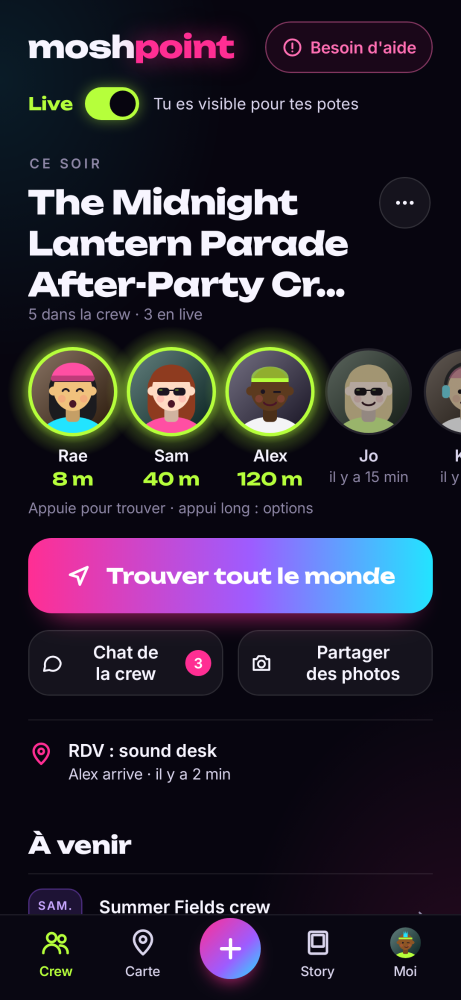 moshpoint
Besoin d'aide
Live
Tu es visible pour tes potes
CE SOIR
The Midnight
Lantern Parade
After-Party Cr...
5 dans la crew · 3 en live
Rae
8 m
Sam
40 m
Alex
120 m
Jo
il y a 15 min
K
il y
Appuie pour trouver · appui long : options
Trouver tout le monde
Chat de
la crew
3
Partager
des photos
RDV : sound desk
Alex arrive · il y a 2 min
À venir
SAM.
Summer Fields crew
Crew
Carte
Story
Moi